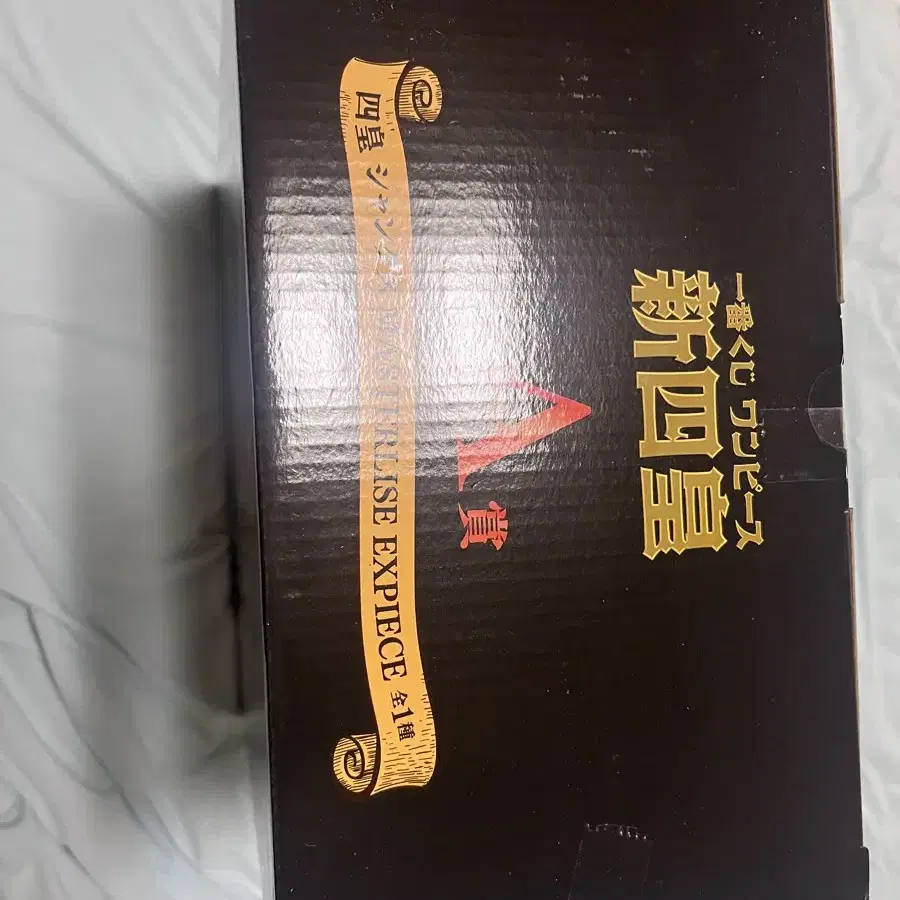 一番くじ ワンピース
新四皇
A賞
四皇 シャンクス MASTERLISE EXPIECE 全1種